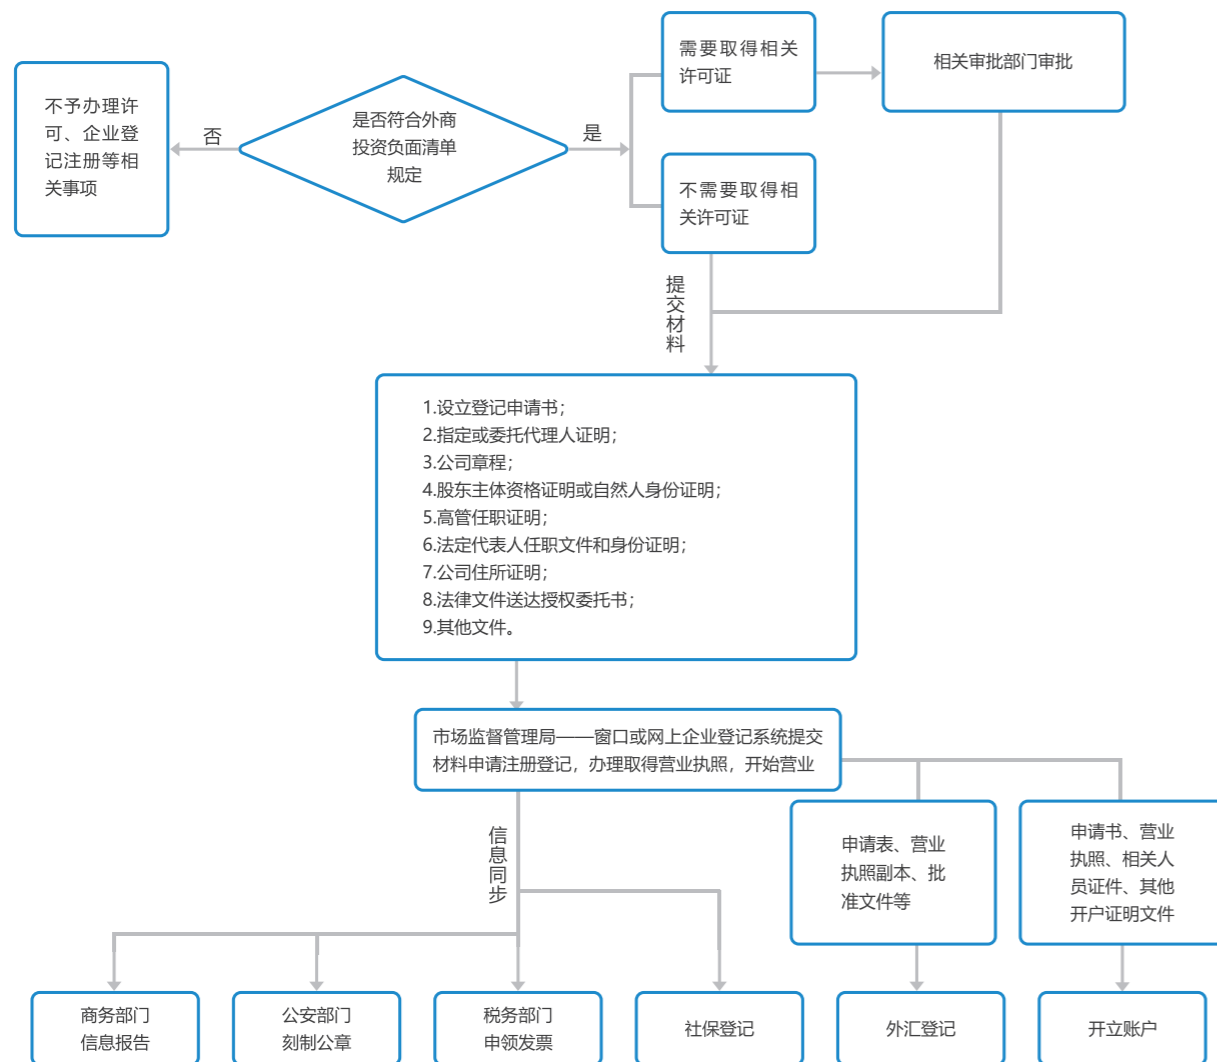 需要取得相关
许可证
相关审批部门审批
不予办理许
可、企业登
记注册等相
关事项
否
是否符合外商
投资负面清单
规定
是
不需要取得相
关许可证
提交材料
1.设立登记申请书；
2.指定或委托代理人证明；
3.公司章程；
4.股东主体资格证明或自然人身份证明；
5.高管任职证明；
6.法定代表人任职文件和身份证明；
7.公司住所证明；
8.法律文件送达授权委托书；
9.其他文件。
市场监督管理局——窗口或网上企业登记系统提交
材料申请注册登记，办理取得营业执照，开始营业
信息同步
申请表、营业
执照副本、批
准文件等
申请书、营业
执照、相关人
员证件、其他
开户证明文件
商务部门
信息报告
公安部门
刻制公章
税务部门
申领发票
社保登记
外汇登记
开立账户